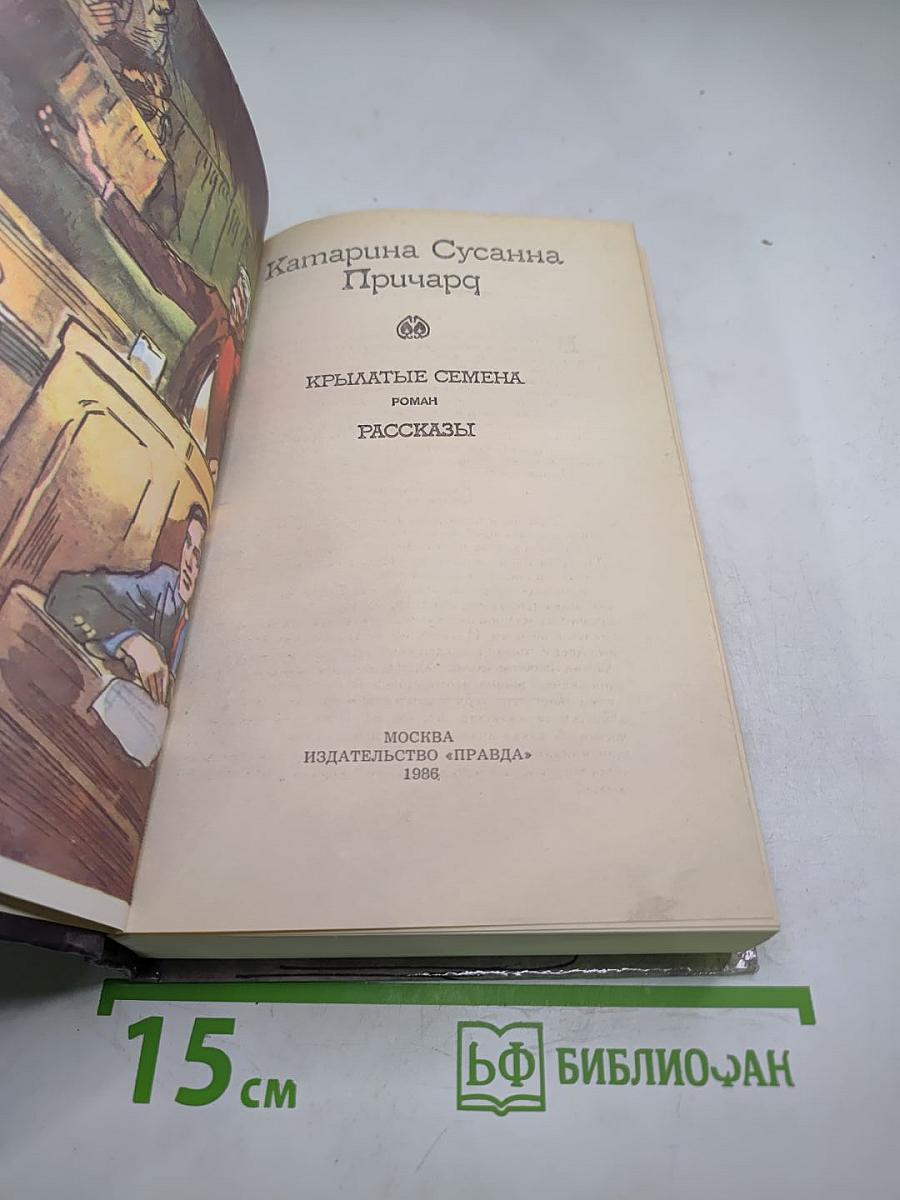 Катарина Сусанна
Причард
КРЫЛАТЫЕ СЕМЕНА
РОМАН
РАССКАЗЫ
МОСКВА
ИЗДАТЕЛЬСТВО «ПРАВДА»
1986
15 см
БФ БИБЛИОФАН